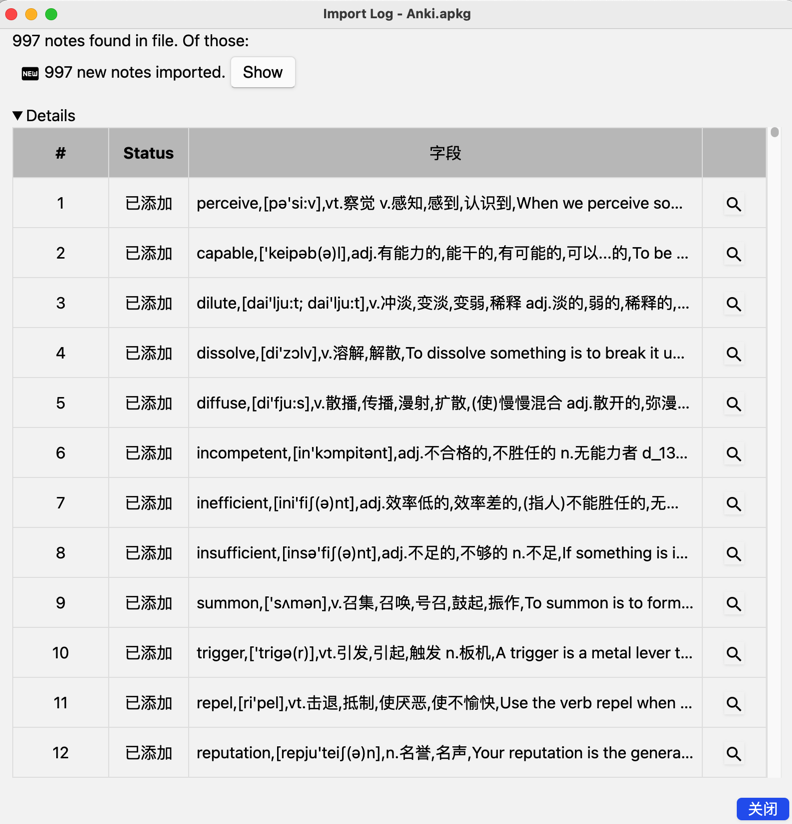 Import Log - Anki.apkg
997 notes found in file. Of those:
NEW 997 new notes imported. Show
▼ Details
# Status 字段
1 已添加 perceive,[pə'si:v],vt.察觉 v.感知,感到,认识到,When we perceive so...
2 已添加 capable,['keipəb(ə)l],adj.有能力的,能干的,有可能的,可以...的,To be ...
3 已添加 dilute,[dai'lju:t; dai'lju:t],v.冲淡,变淡,变弱,稀释 adj.淡的,弱的,稀释的,...
4 已添加 dissolve,[di'zɔlv],v.溶解,解散,To dissolve something is to break it u...
5 已添加 diffuse,[di'fju:s],v.散播,传播,漫射,扩散,(使)慢慢混合 adj.散开的,弥漫...
6 已添加 incompetent,[in'kɔmpitənt],adj.不合格的,不胜任的 n.无能力者 d_13...
7 已添加 inefficient,[ini'fiʃ(ə)nt],adj.效率低的,效率差的,(指人)不能胜任的,无...
8 已添加 insufficient,[insə'fiʃ(ə)nt],adj.不足的,不够的 n.不足,If something is i...
9 已添加 summon,['sʌmən],v.召集,召唤,号召,鼓起,振作,To summon is to form...
10 已添加 trigger,['trigə(r)],vt.引发,引起,触发 n.板机,A trigger is a metal lever t...
11 已添加 repel,[ri'pel],vt.击退,抵制,使厌恶,使不愉快,Use the verb repel when ...
12 已添加 reputation,[repju'teiʃ(ə)n],n.名誉,名声,Your reputation is the genera...
关闭